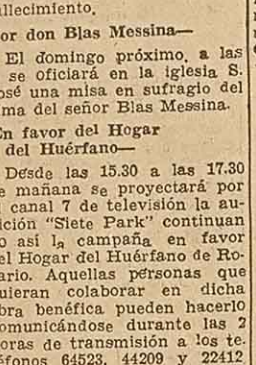 llecimiento.
or don Blas Messina—
El domingo próximo, a las
se oficiará en la iglesia S.
osé una misa en sufragio del
ma del señor Blas Messina.
En favor del Hogar
del Huérfano—
Desde las 15.30 a las 17.30
e mañana se proyectará por
canal 7 de televisión la au-
ición "Siete Park" continuan
o así la campaña en favor
el Hogar del Huérfano de Ro-
ario. Aquellas personas que
uieran colaborar en dicha
bra benéfica pueden hacerlo
omunicándose durante las 2
oras de transmisión a los te-
éfonos 64523, 44209 y 22412